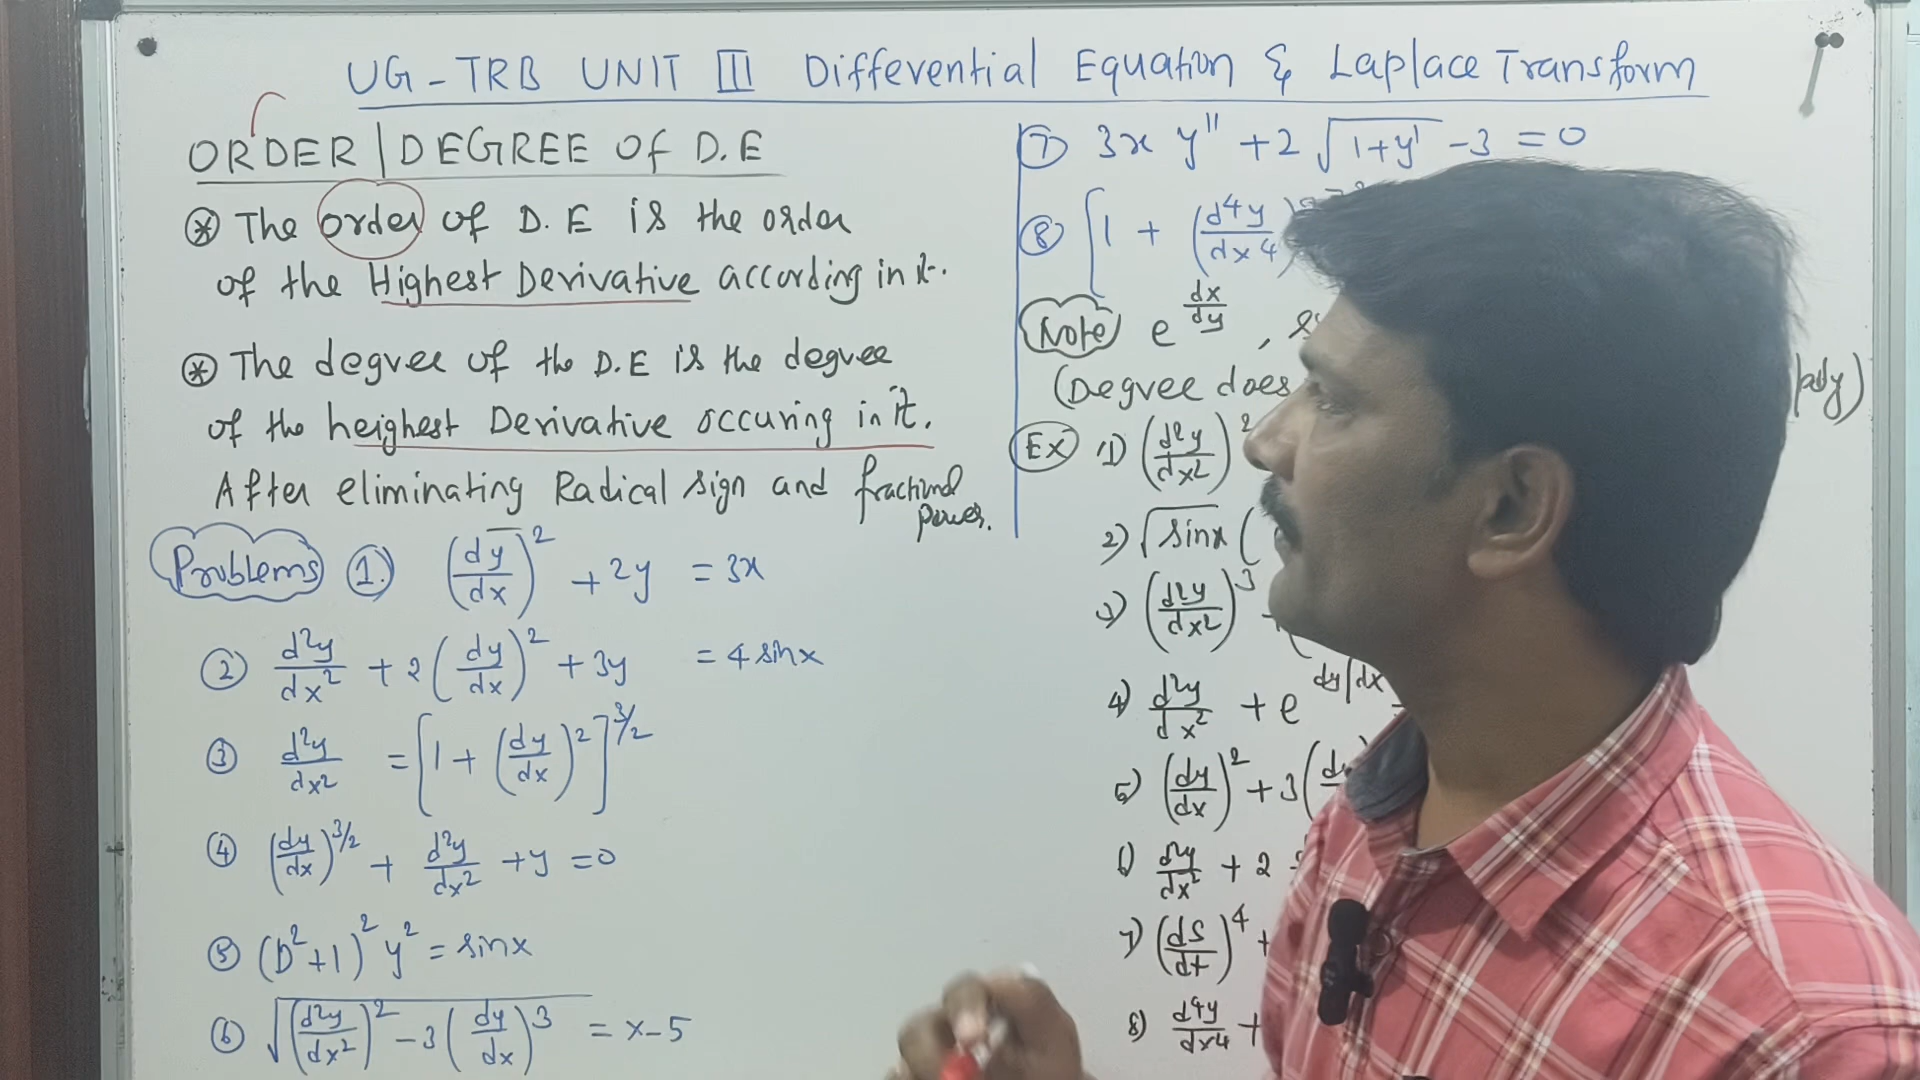 UG-TRB UNIT III Differential Equation & Laplace Transform
ORDER | DEGREE Of D.E
⊛ The order of D.E is the order
of the Highest Derivative according in it.
⊛ The degree of the D.E is the degree
of the heighest Derivative occuring in it.
After eliminating Radical sign and fractional
power.
Problems ①. (dy/dx)² + 2y = 3x
② d²y/dx² + 2(dy/dx)² + 3y = 4 sinx
③ d²y/dx² = [1 + (dy/dx)²]^3/2
④ (dy/dx)^3/2 + d²y/dx² + y = 0
⑤ (D²+1)² y² = sinx
⑥ √(d²y/dx²)² - 3(dy/dx)³ = x-5
⑦ 3x y'' + 2 √1+y' - 3 = 0
⑧ [1 + (d⁴y/dx⁴)
Note e^dx/dy ,
(Degree does
Ex 1) (d²y/dx²)²
2) √sinx (
3) (d²y/dx²)³ +
4) d²y/dx² + e^dy/dx
5) (dy/dx)² + 3(
6) d²y/dx² + 2
7) (ds/dt)⁴ +
8) d⁴y/dx⁴ +